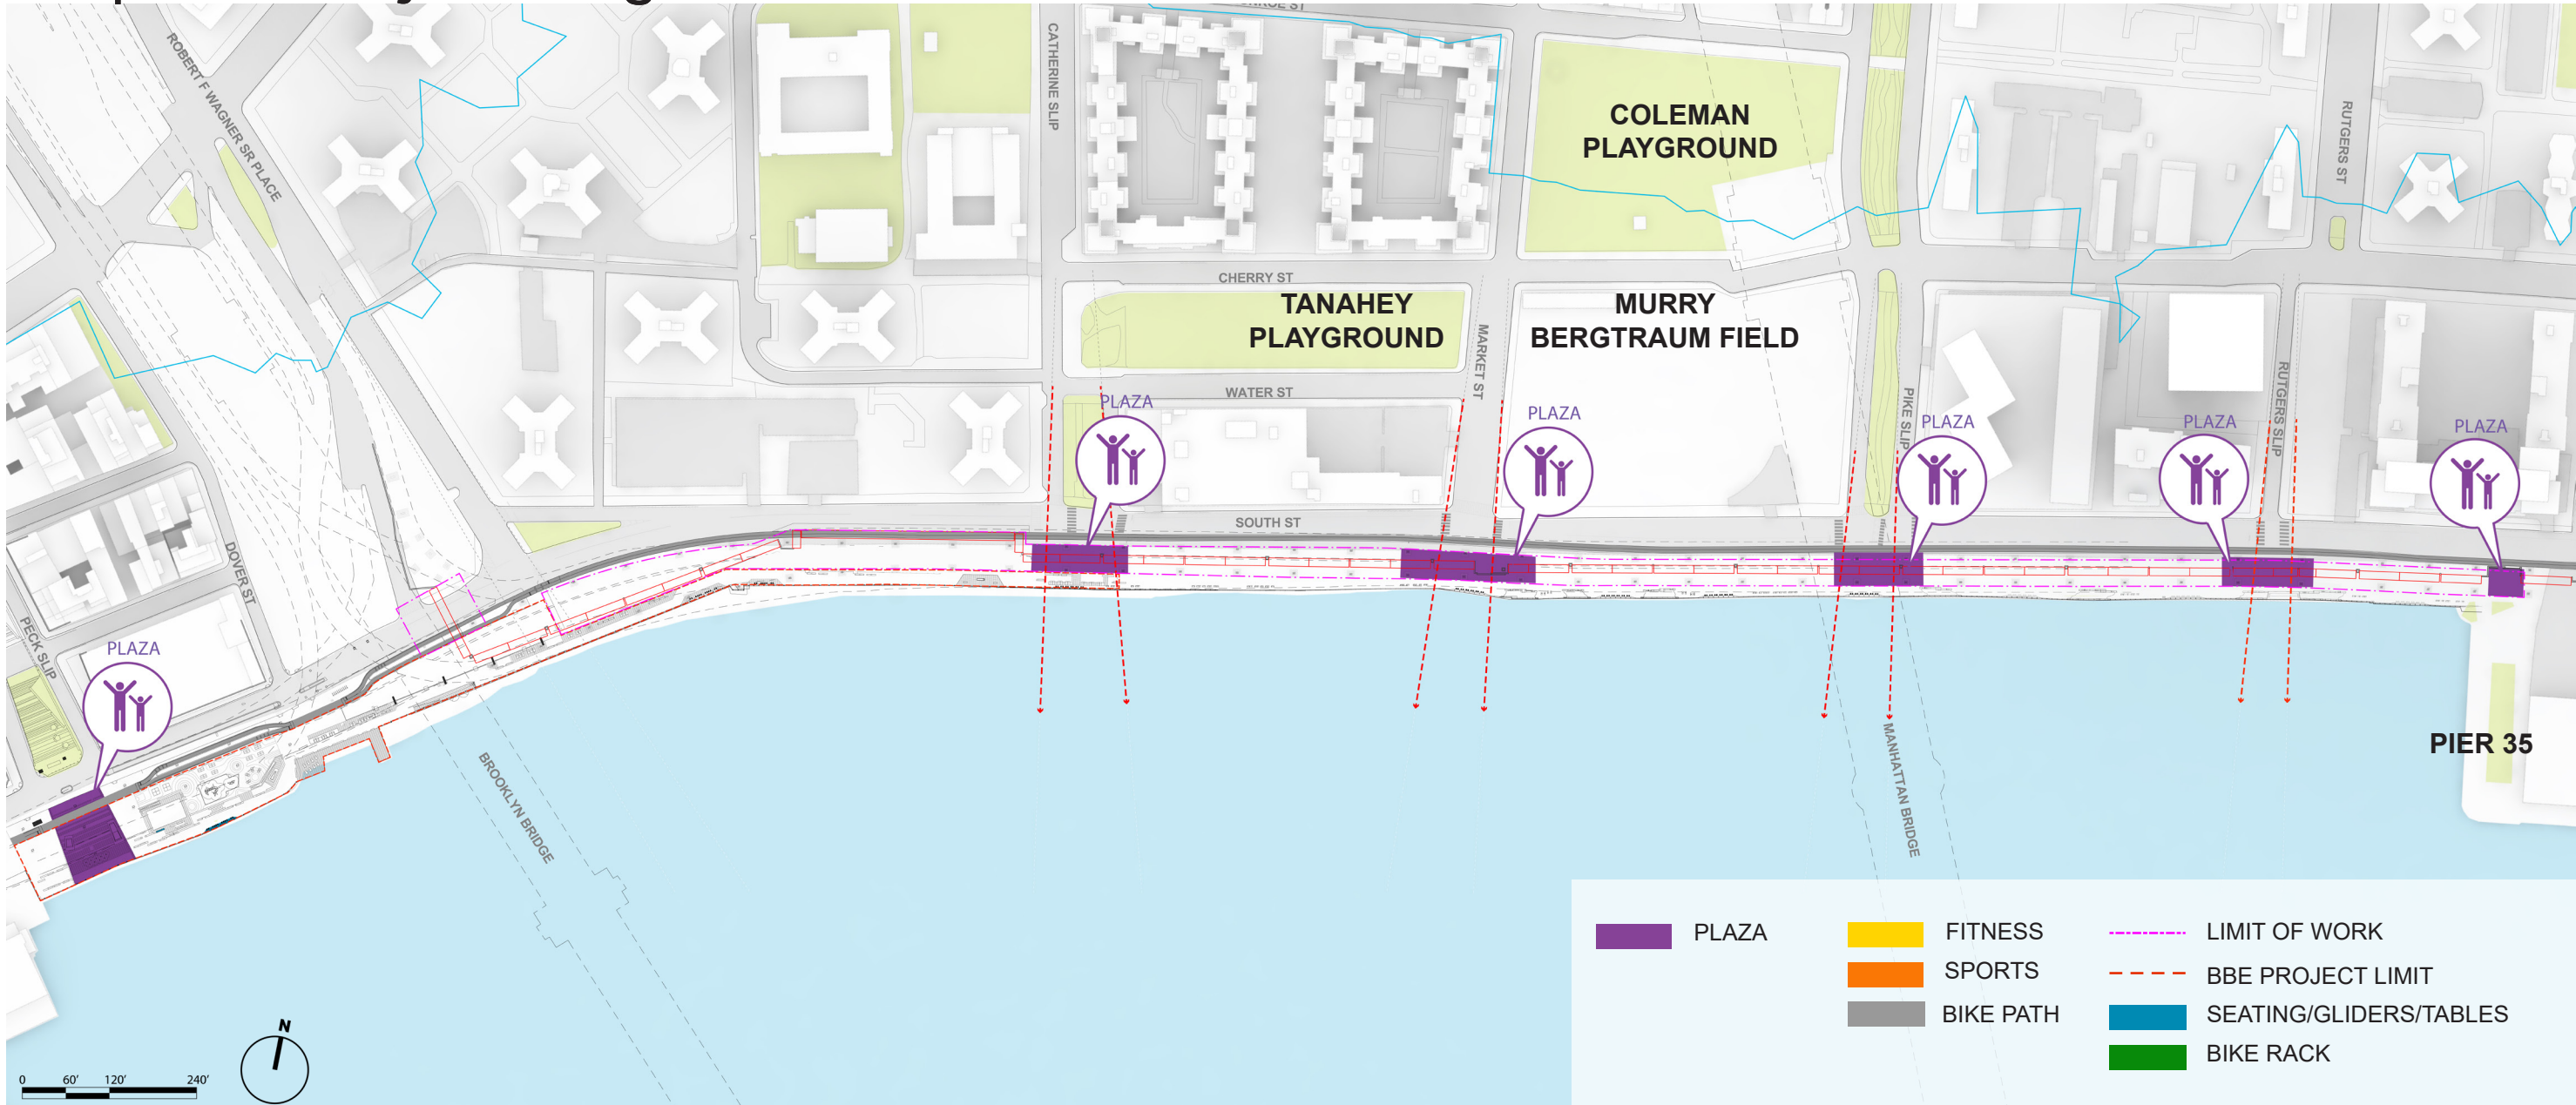 ROBERT F WAGNER SR PLACE
CATHERINE SLIP
COLEMAN
PLAYGROUND
RUTGERS ST
CHERRY ST
TANAHEY
PLAYGROUND
MURRY
BERGTRAUM FIELD
MARKET ST
WATER ST
PLAZA
PLAZA
PIKE SLIP
PLAZA
PLAZA
RUTGERS SLIP
PLAZA
SOUTH ST
DOVER ST
PECK SLIP
PLAZA
BROOKLYN BRIDGE
MANHATTAN BRIDGE
PIER 35
PLAZA
FITNESS
SPORTS
BIKE PATH
LIMIT OF WORK
BBE PROJECT LIMIT
SEATING/GLIDERS/TABLES
BIKE RACK
N
0 60' 120' 240'